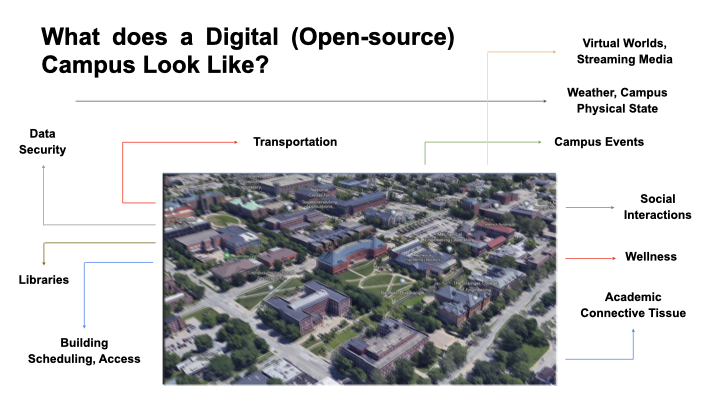 What does a Digital (Open-source)
Campus Look Like?
Virtual Worlds,
Streaming Media
Weather, Campus
Physical State
Data
Security
Transportation
Campus Events
Social
Interactions
Libraries
Wellness
Academic
Connective Tissue
Building
Scheduling, Access